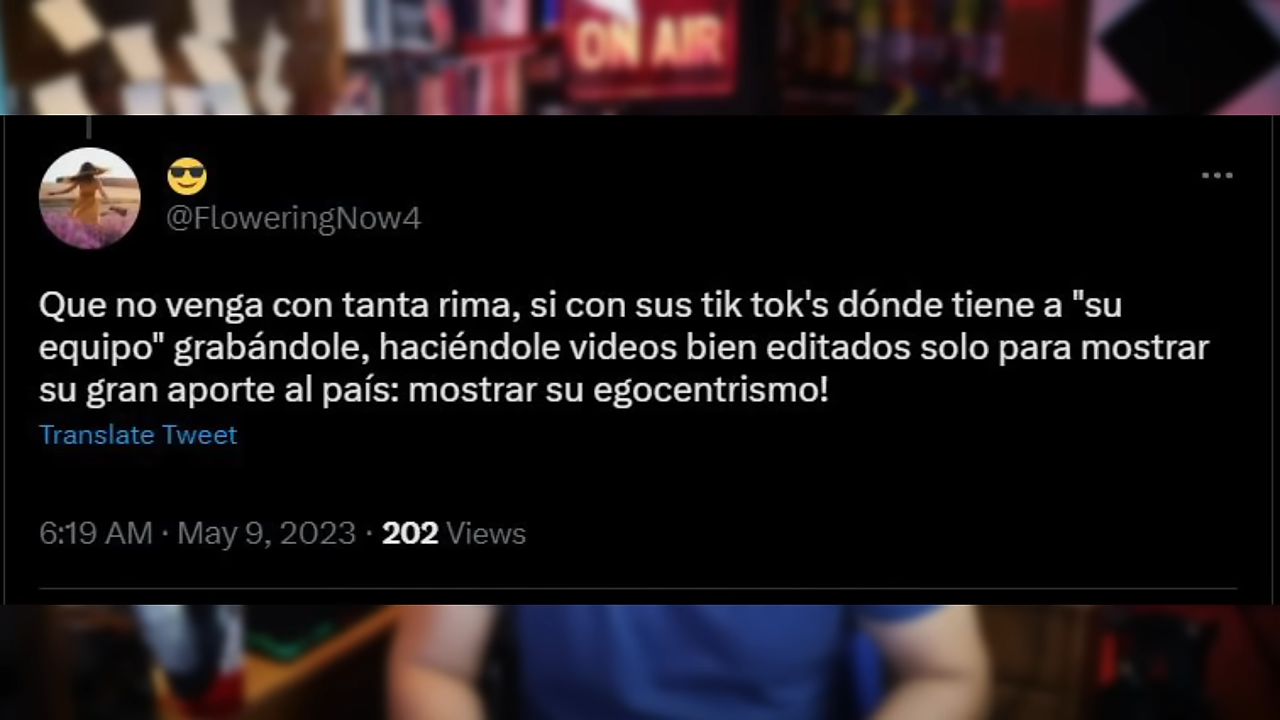 ON AIR
😎
@FloweringNow4
Que no venga con tanta rima, si con sus tik tok's dónde tiene a "su
equipo" grabándole, haciéndole videos bien editados solo para mostrar
su gran aporte al país: mostrar su egocentrismo!
Translate Tweet
6:19 AM · May 9, 2023 · 202 Views